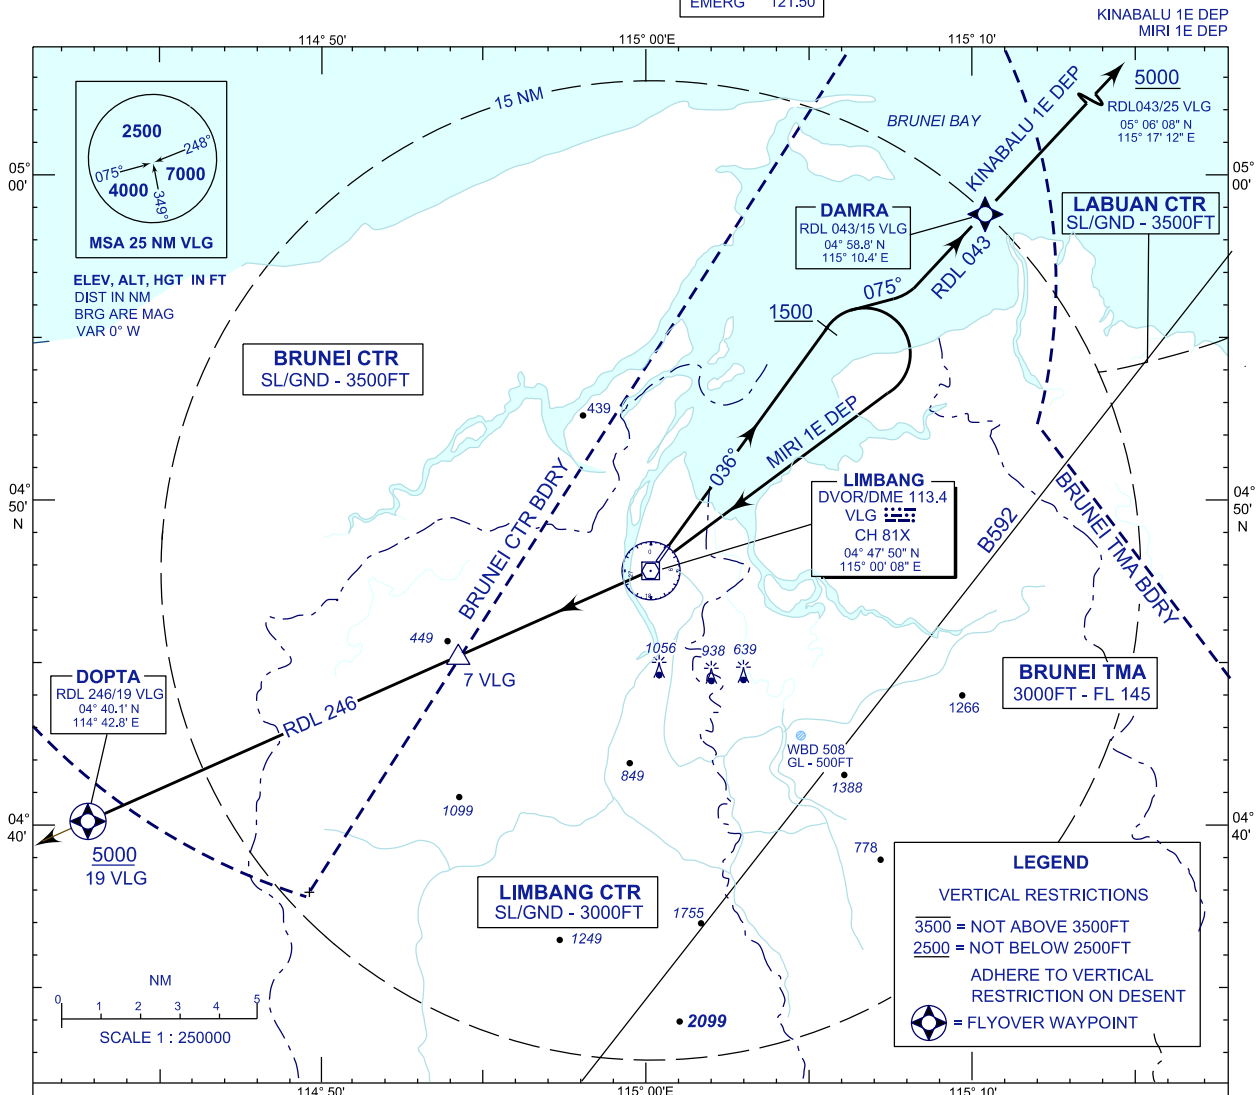 EMERG 121.50
KINABALU 1E DEP
MIRI 1E DEP
114° 50'
115° 00'E
115° 10'
2500
248°
075°
4000
7000
349°
MSA 25 NM VLG
ELEV, ALT, HGT IN FT
DIST IN NM
BRG ARE MAG
VAR 0° W
15 NM
BRUNEI BAY
KINABALU 1E DEP
5000
RDL043/25 VLG
05° 06' 08" N
115° 17' 12" E
05°
00'
05°
00'
LABUAN CTR
SL/GND - 3500FT
DAMRA
RDL 043/15 VLG
04° 58.8' N
115° 10.4' E
RDL 043
075°
1500
BRUNEI CTR
SL/GND - 3500FT
439
MIRI 1E DEP
036°
LIMBANG
DVOR/DME 113.4
VLG
CH 81X
04° 47' 50" N
115° 00' 08" E
04°
50'
N
04°
50'
N
BRUNEI CTR BDRY
B592
BRUNEI TMA BDRY
449
7 VLG
1056
938
639
BRUNEI TMA
3000FT - FL 145
1266
DOPTA
RDL 246/19 VLG
04° 40.1' N
114° 42.8' E
RDL 246
WBD 508
GL - 500FT
849
1388
1099
04°
40'
04°
40'
5000
19 VLG
778
LIMBANG CTR
SL/GND - 3000FT
1755
1249
2099
LEGEND
VERTICAL RESTRICTIONS
3500 = NOT ABOVE 3500FT
2500 = NOT BELOW 2500FT
ADHERE TO VERTICAL
RESTRICTION ON DESENT
= FLYOVER WAYPOINT
NM
0 1 2 3 4 5
SCALE 1 : 250000
114° 50'
115° 00'E
115° 10'